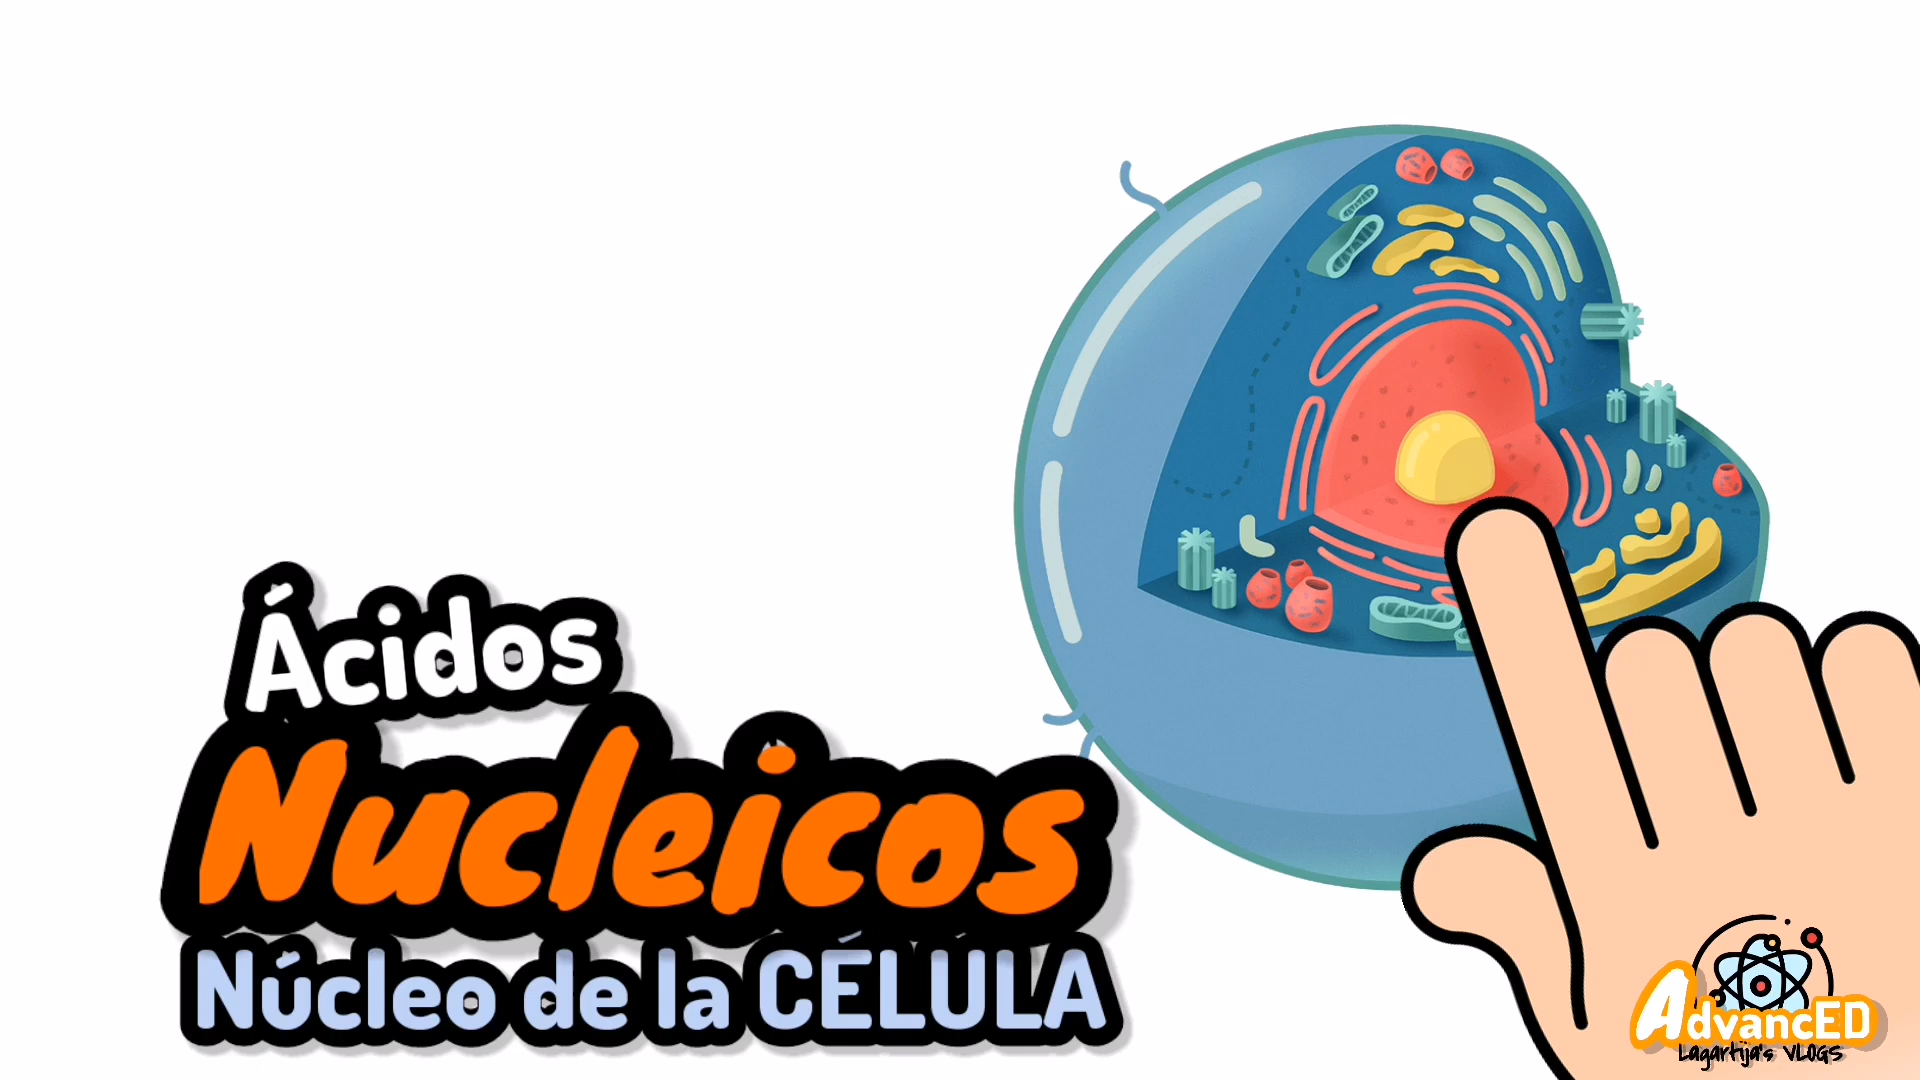 Ácidos
Nucleicos
Núcleo de la CÉLULA
AdvancED
Lagartija's VLOGS